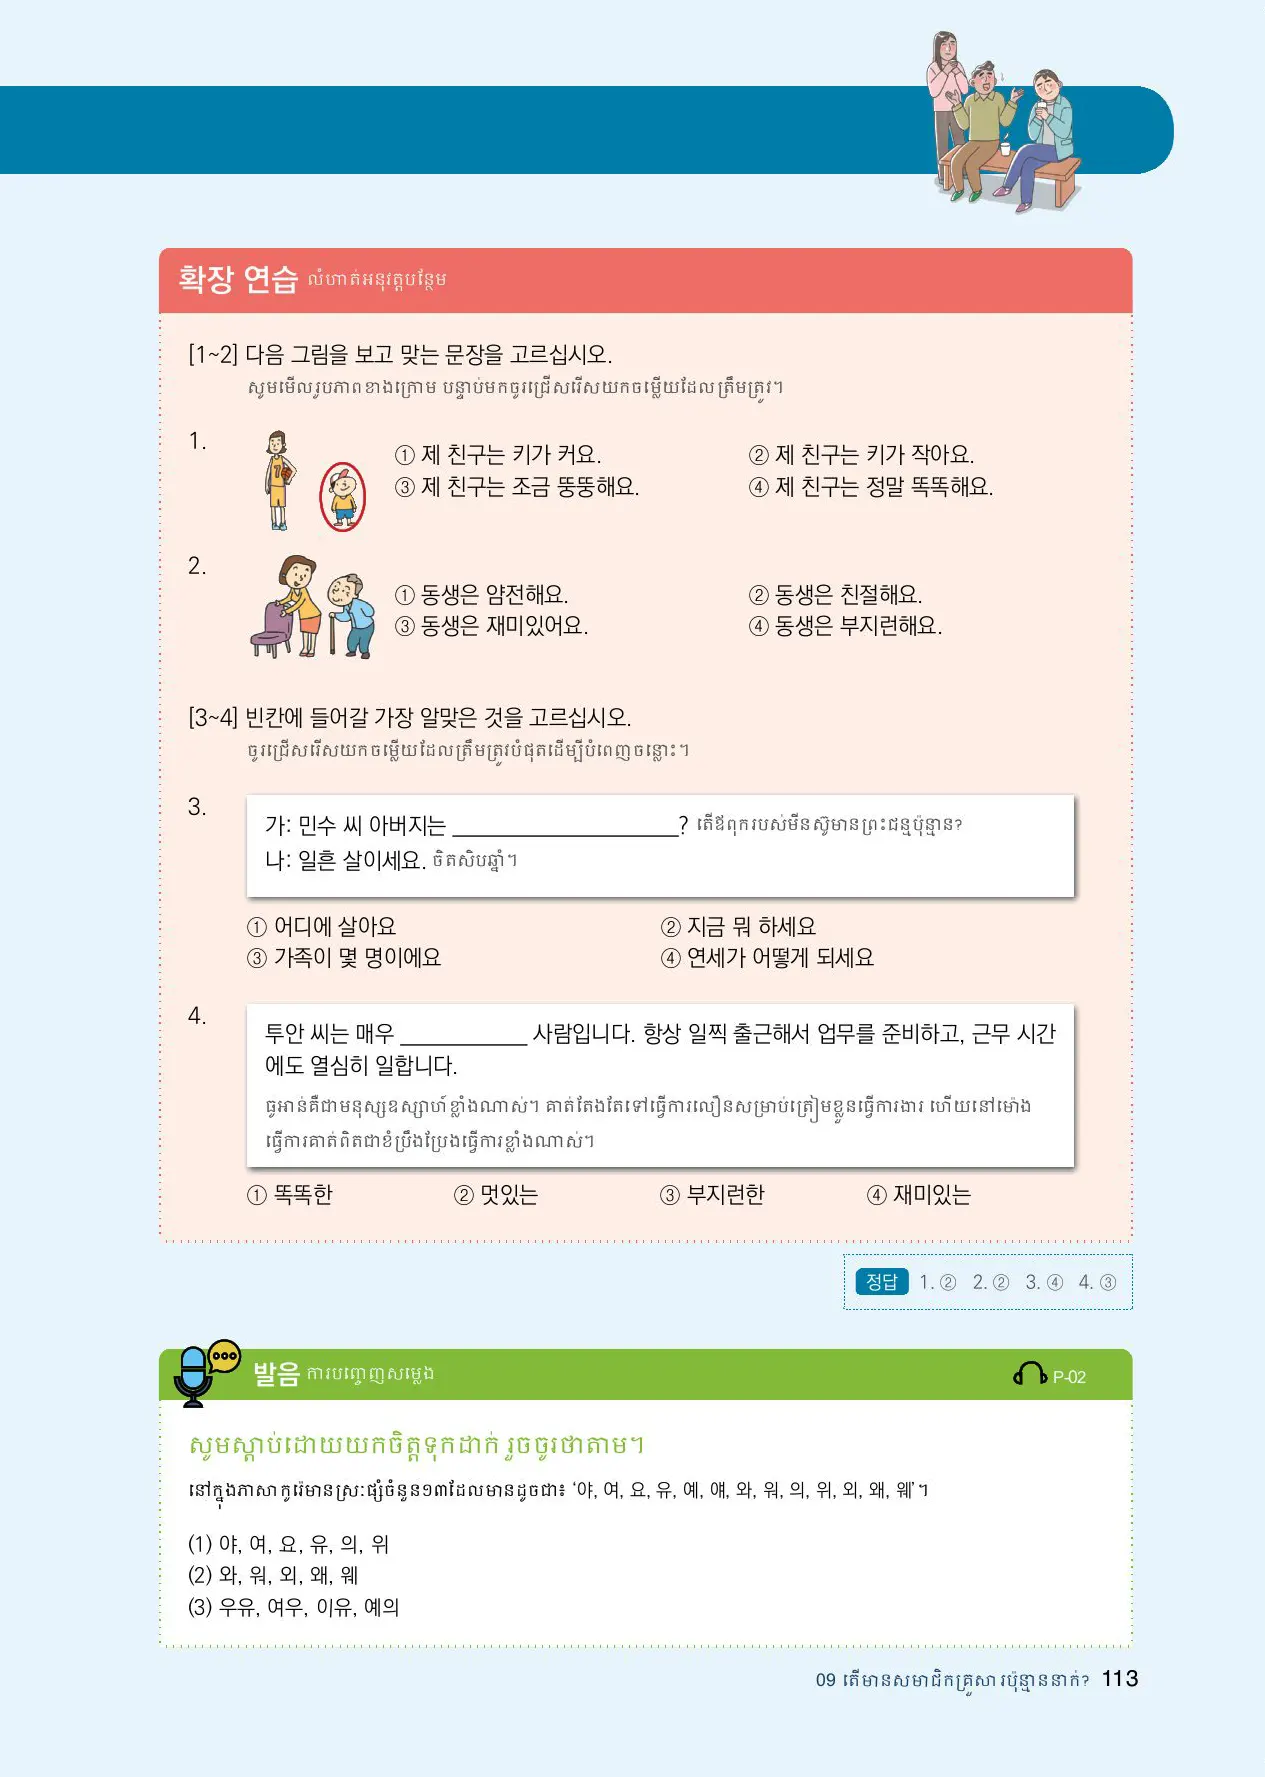 확장 연습 លំហាត់អនុវត្តបន្ថែម
[1~2] 다음 그림을 보고 맞는 문장을 고르십시오.
សូមមើលរូបភាពខាងក្រោម បន្ទាប់មកចូរជ្រើសរើសយកចម្លើយដែលត្រឹមត្រូវ។
1.
① 제 친구는 키가 커요. ② 제 친구는 키가 작아요.
③ 제 친구는 조금 뚱뚱해요. ④ 제 친구는 정말 똑똑해요.
2.
① 동생은 얌전해요. ② 동생은 친절해요.
③ 동생은 재미있어요. ④ 동생은 부지런해요.
[3~4] 빈칸에 들어갈 가장 알맞은 것을 고르십시오.
ចូរជ្រើសរើសយកចម្លើយដែលត្រឹមត្រូវបំផុតដើម្បីបំពេញចន្លោះ។
3.
가: 민수 씨 아버지는 ____________________? តើឪពុករបស់មីនស៊ូមានព្រះជន្មប៉ុន្មាន?
나: 일흔 살이세요. ចិតសិបឆ្នាំ។
① 어디에 살아요 ② 지금 뭐 하세요
③ 가족이 몇 명이에요 ④ 연세가 어떻게 되세요
4.
투안 씨는 매우 ___________ 사람입니다. 항상 일찍 출근해서 업무를 준비하고, 근무 시간
에도 열심히 일합니다.
ធូអាន់គឺជាមនុស្សឧស្សាហ៍ខ្លាំងណាស់។ គាត់តែងតែទៅធ្វើការលឿនសម្រាប់ត្រៀមខ្លួនធ្វើការងារ ហើយនៅម៉ោង
ធ្វើការគាត់ពិតជាខំប្រឹងប្រែងធ្វើការខ្លាំងណាស់។
① 똑똑한 ② 멋있는 ③ 부지런한 ④ 재미있는
정답 1. ② 2. ② 3. ④ 4. ③
발음 ការបញ្ចេញសម្លេង P-02
សូមស្តាប់ដោយយកចិត្តទុកដាក់ រួចចូរថាតាម។
នៅក្នុងភាសាកូរ៉េមានស្រៈផ្សំចំនួន១៣ដែលមានដូចជា៖ ‘야, 여, 요, 유, 예, 얘, 와, 워, 의, 위, 외, 왜, 웨’។
(1) 야, 여, 요, 유, 의, 위
(2) 와, 워, 외, 왜, 웨
(3) 우유, 여우, 이유, 예의
09 តើមានសមាជិកគ្រួសារប៉ុន្មាននាក់? 113